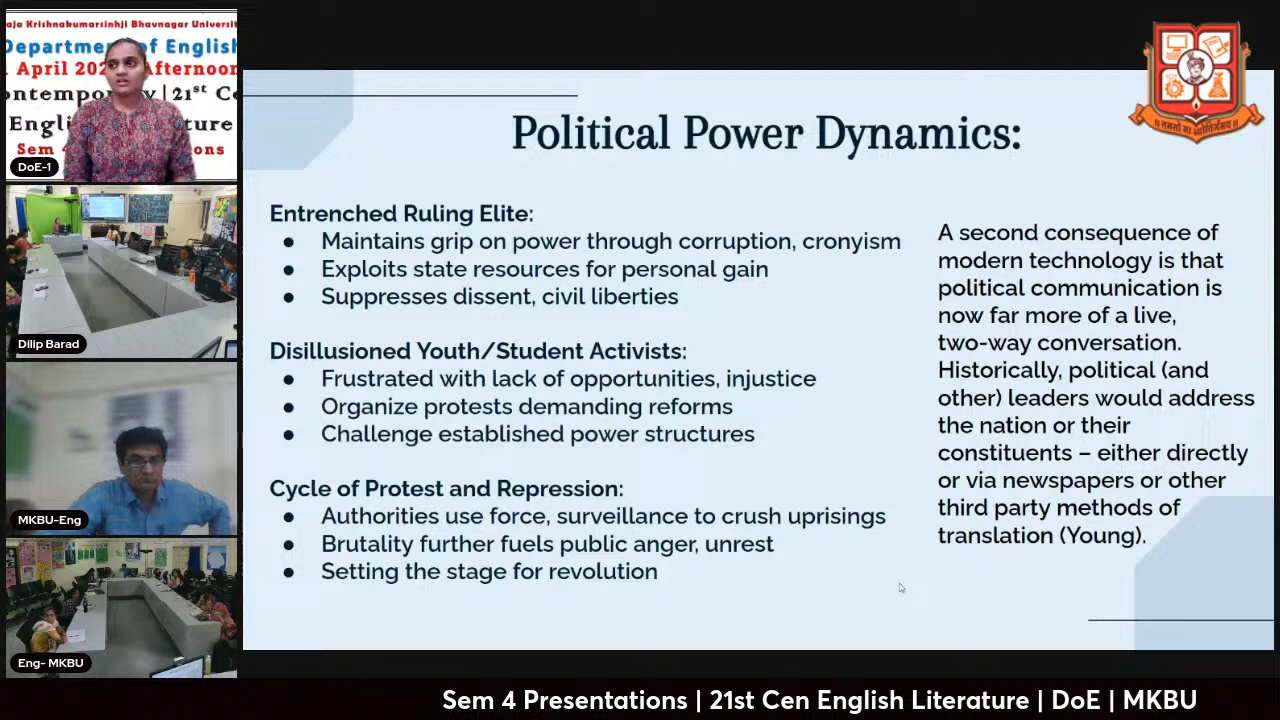 aja Krishnakumarsinhji Bhavnagar Universit
Department of English
April 202 Afternoon
ontemporary | 21st Ce
Engli ture
Sem 4 ons
DoE-1
Dilip Barad
MKBU-Eng
Eng- MKBU
Political Power Dynamics:
Entrenched Ruling Elite:
● Maintains grip on power through corruption, cronyism
● Exploits state resources for personal gain
● Suppresses dissent, civil liberties
Disillusioned Youth/Student Activists:
● Frustrated with lack of opportunities, injustice
● Organize protests demanding reforms
● Challenge established power structures
Cycle of Protest and Repression:
● Authorities use force, surveillance to crush uprisings
● Brutality further fuels public anger, unrest
● Setting the stage for revolution
A second consequence of
modern technology is that
political communication is
now far more of a live,
two-way conversation.
Historically, political (and
other) leaders would address
the nation or their
constituents – either directly
or via newspapers or other
third party methods of
translation (Young).
Sem 4 Presentations | 21st Cen English Literature | DoE | MKBU